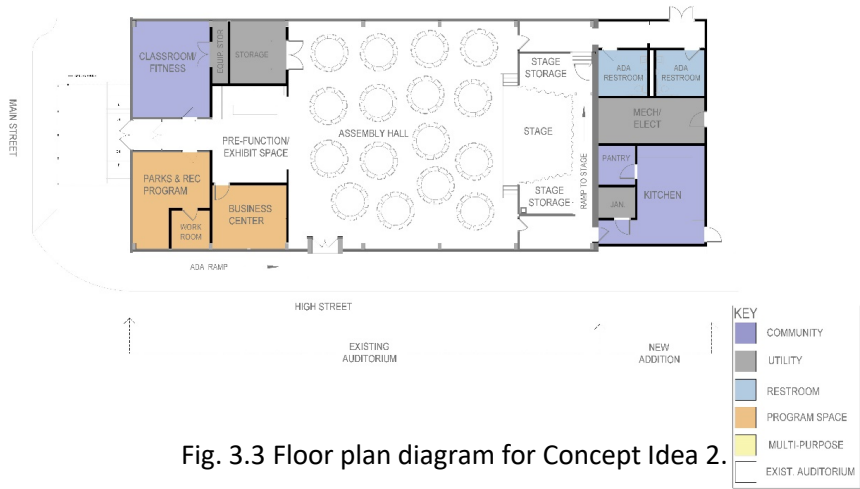 MAIN STREET
CLASSROOM/
FITNESS
EQUIP. STOR
STORAGE
STAGE
STORAGE
ADA
RESTROOM
ADA
RESTROOM
MECH/
ELECT
PRE-FUNCTION/
EXHIBIT SPACE
ASSEMBLY HALL
STAGE
RAMP TO STAGE
PANTRY
KITCHEN
PARKS & REC
PROGRAM
WORK
ROOM
BUSINESS
CENTER
STAGE
STORAGE
JAN.
ADA RAMP
HIGH STREET
EXISTING
AUDITORIUM
NEW
ADDITION
KEY
COMMUNITY
UTILITY
RESTROOM
PROGRAM SPACE
MULTI-PURPOSE
EXIST. AUDITORIUM
Fig. 3.3 Floor plan diagram for Concept Idea 2.